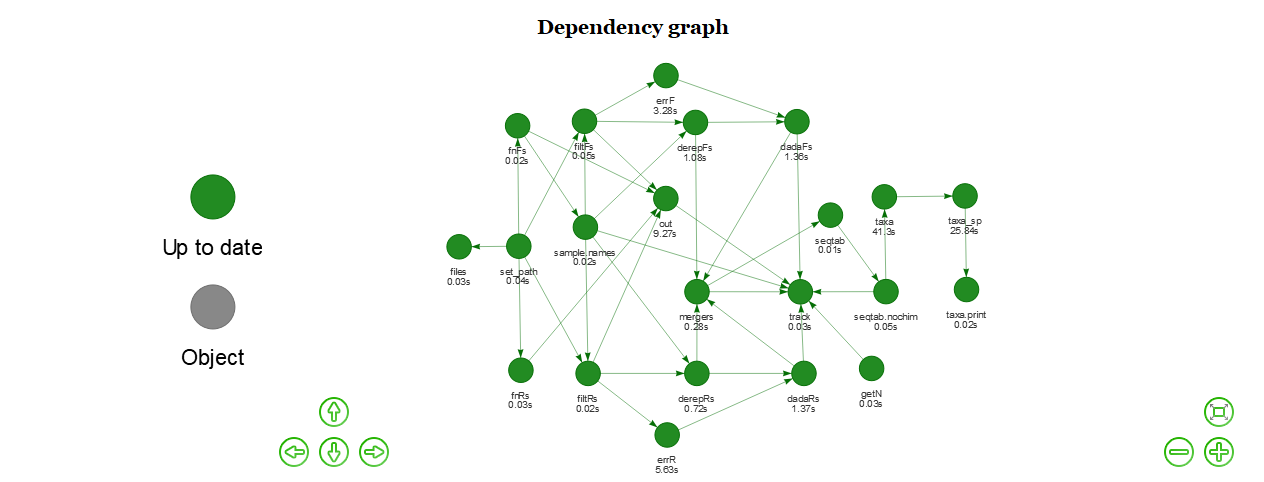 Dependency graph
errF
3.28s
fnFs
0.02s
filtFs
0.05s
derepFs
1.08s
dadaFs
1.36s
Up to date
out
9.27s
seqtab
0.01s
taxa
41.3s
taxa_sp
25.84s
sample.names
0.02s
files
0.03s
set_path
0.04s
mergers
0.28s
track
0.03s
seqtab.nochim
0.05s
taxa.print
0.02s
Object
fnRs
0.03s
filtRs
0.02s
derepRs
0.72s
dadaRs
1.37s
getN
0.03s
errR
5.63s